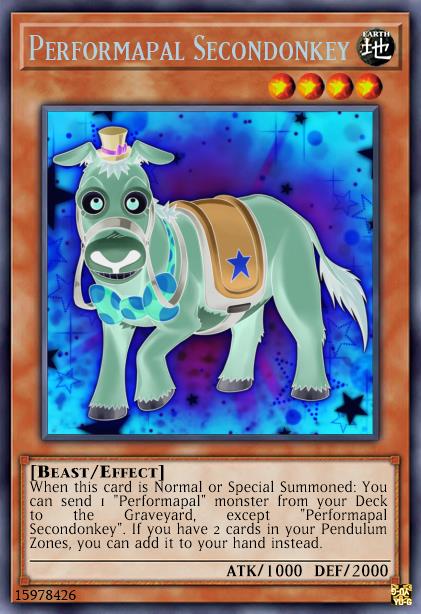 PERFORMAPAL SECONDONKEY
EARTH
地
[BEAST/EFFECT]
When this card is Normal or Special Summoned: You
can send 1 "Performapal" monster from your Deck
to the Graveyard, except "Performapal
Secondonkey". If you have 2 cards in your Pendulum
Zones, you can add it to your hand instead.
ATK/1000 DEF/2000
15978426